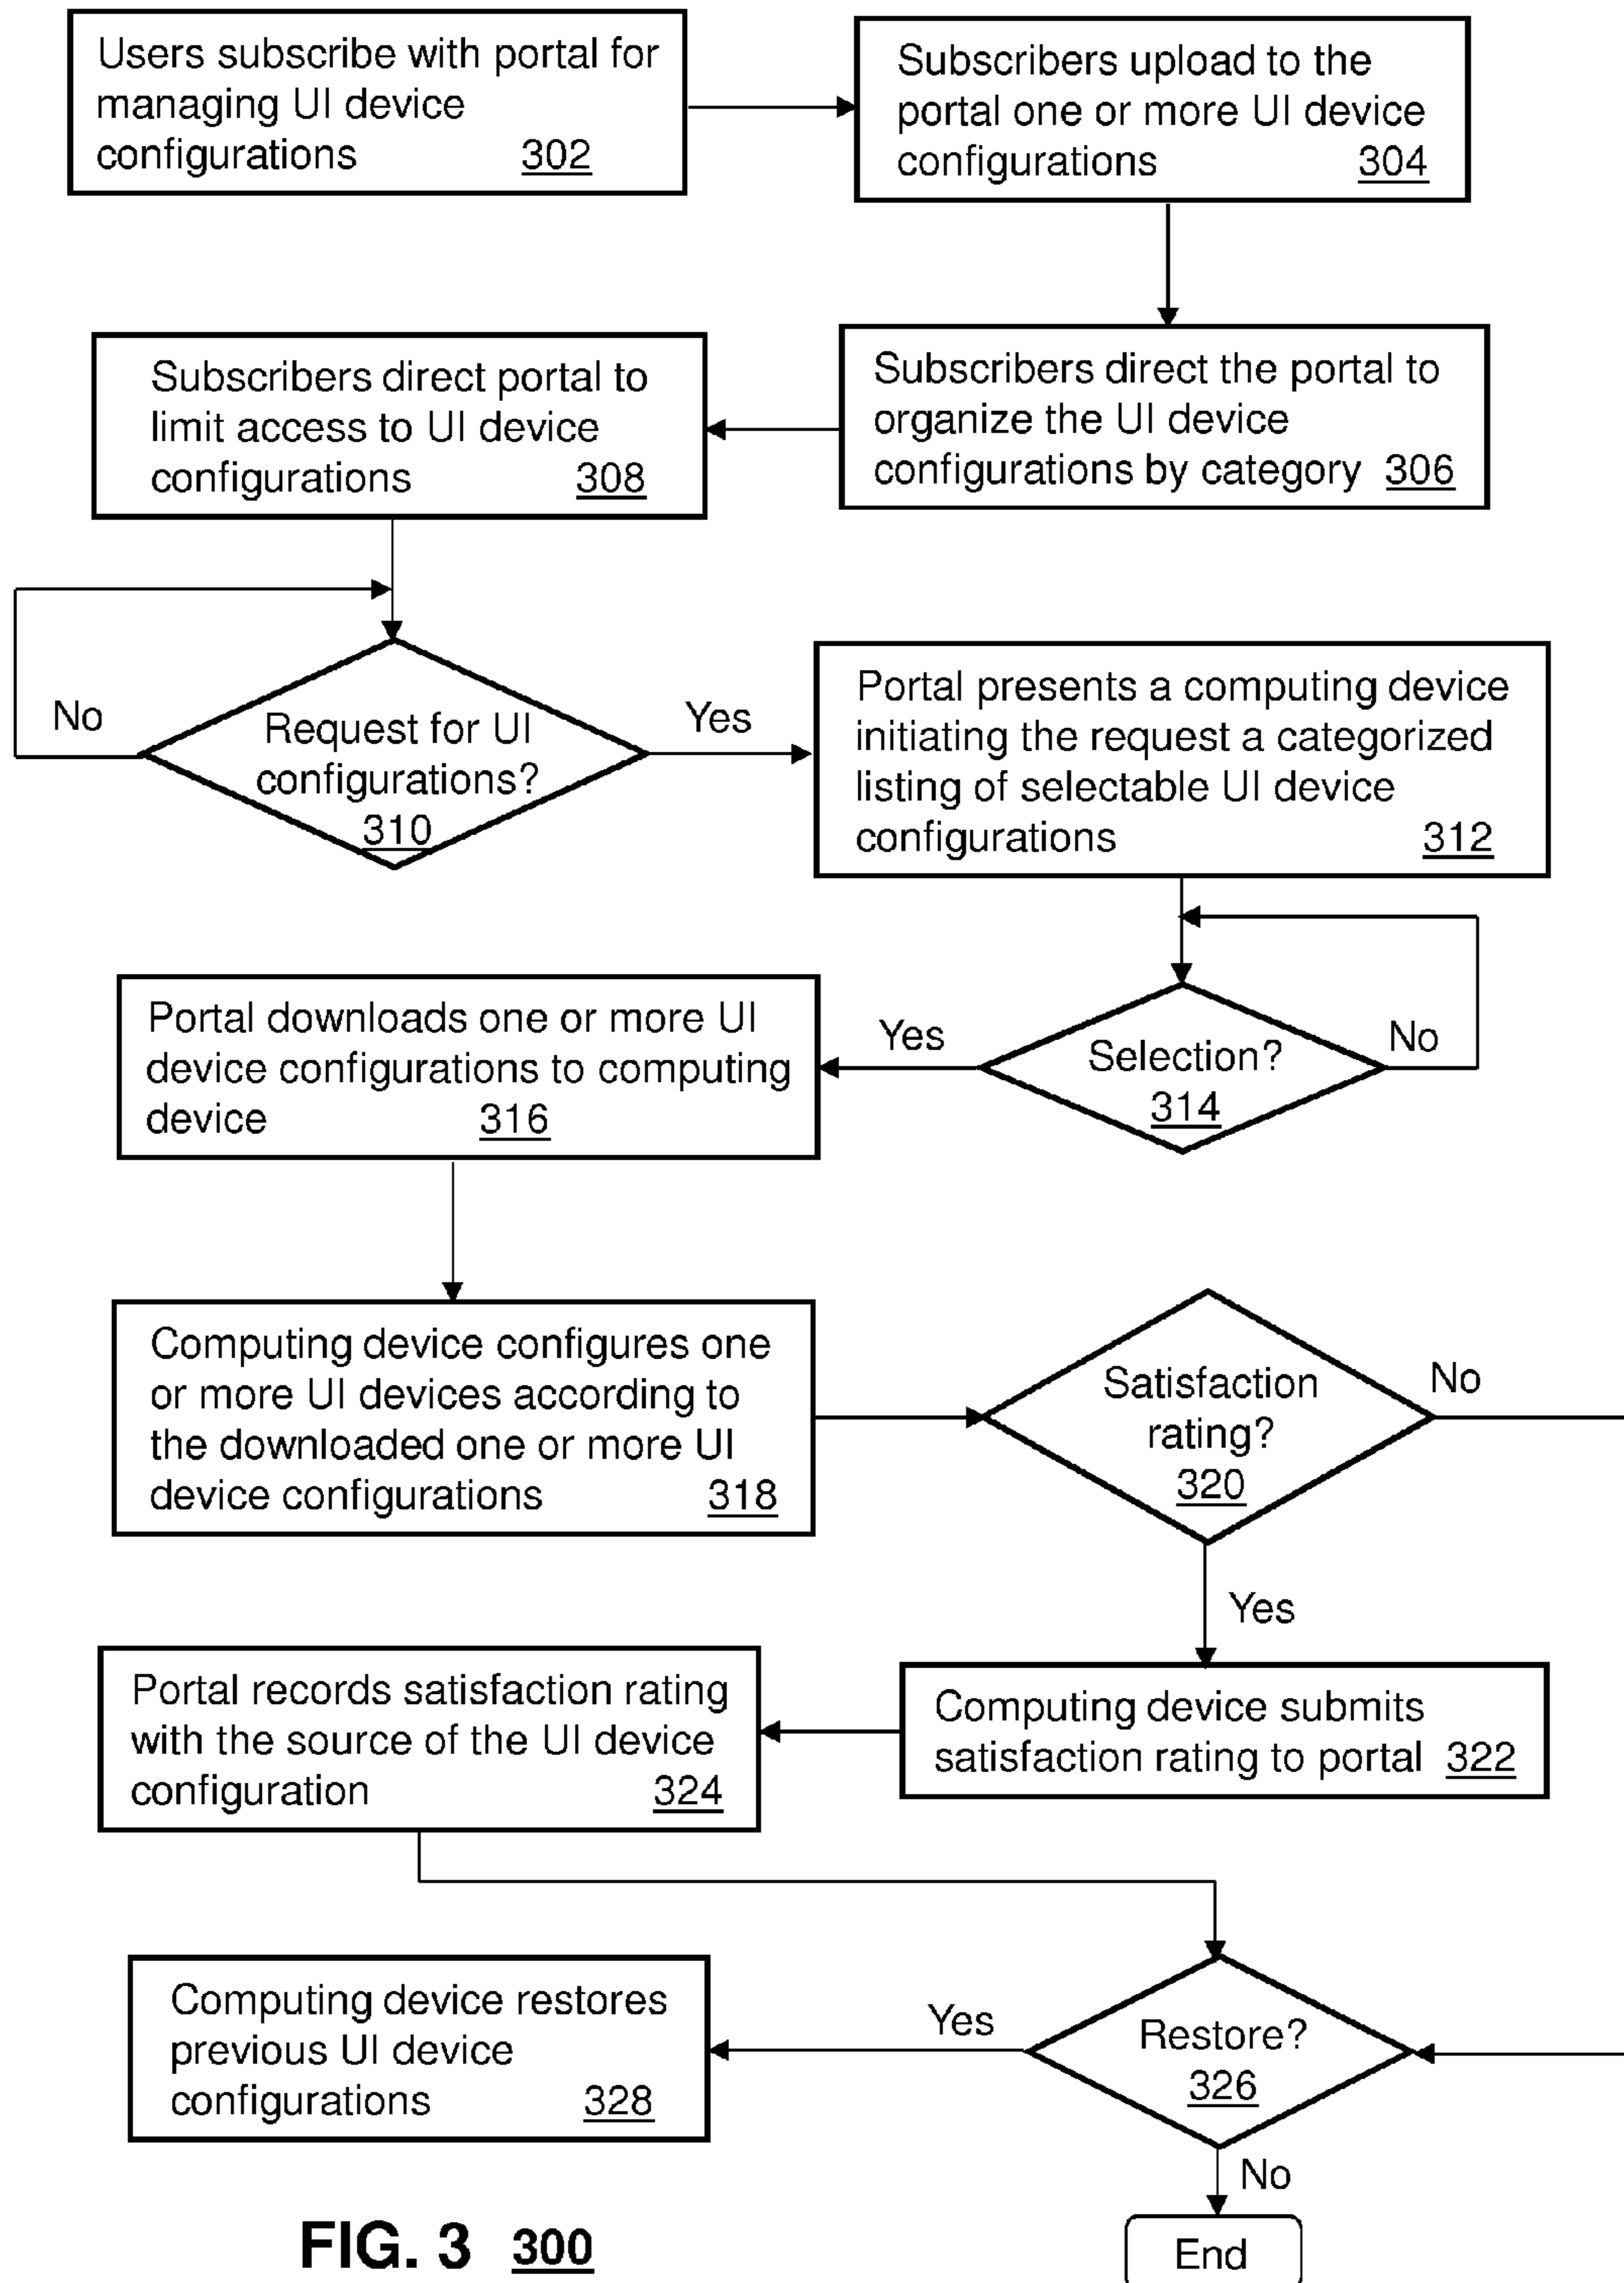 Users subscribe with portal for
managing UI device
configurations 302
Subscribers upload to the
portal one or more UI device
configurations 304
Subscribers direct the portal to
organize the UI device
configurations by category 306
Subscribers direct portal to
limit access to UI device
configurations 308
No
Request for UI
configurations?
310
Yes
Portal presents a computing device
initiating the request a categorized
listing of selectable UI device
configurations 312
Selection?
314
No
Yes
Portal downloads one or more UI
device configurations to computing
device 316
Computing device configures one
or more UI devices according to
the downloaded one or more UI
device configurations 318
Satisfaction
rating?
320
No
Yes
Computing device submits
satisfaction rating to portal 322
Portal records satisfaction rating
with the source of the UI device
configuration 324
Restore?
326
Yes
Computing device restores
previous UI device
configurations 328
No
End
FIG. 3 300